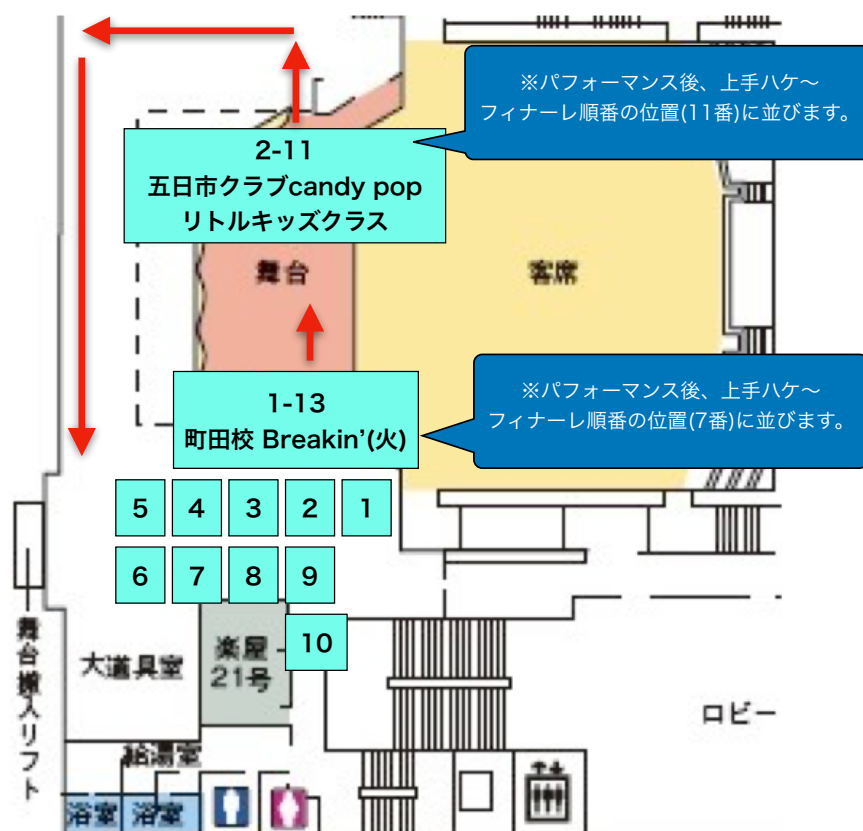 ※パフォーマンス後、上手ハケ〜
フィナーレ順番の位置(11番)に並びます。
2-11
五日市クラブcandy pop
リトルキッズクラス
舞台
客席
1-13
町田校 Breakin’(火)
※パフォーマンス後、上手ハケ〜
フィナーレ順番の位置(7番)に並びます。
5 4 3 2 1
6 7 8 9
10
舞台搬入リフト
大道具室
楽屋
21号
ロビー
給湯室
浴室 浴室